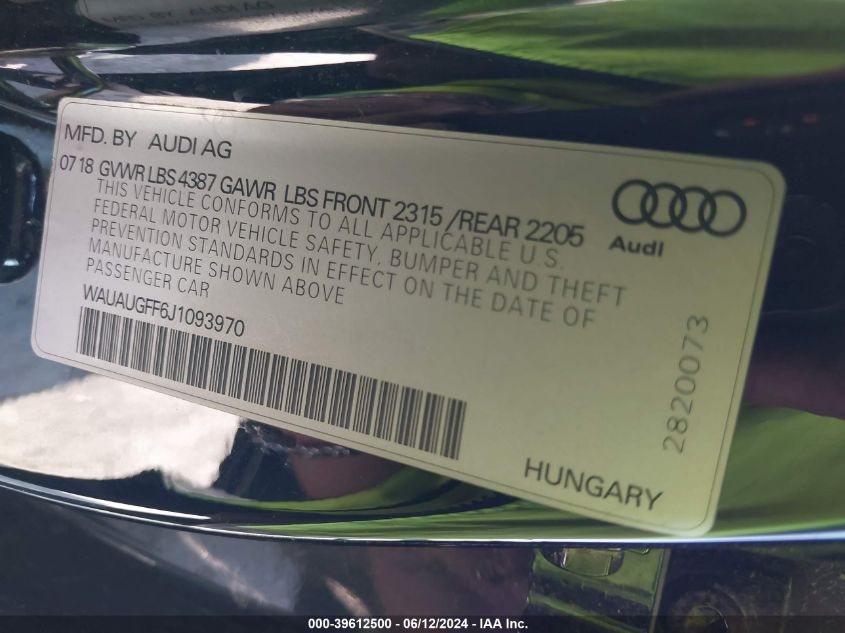 MFD. BY AUDI AG
07 18 GVWR LBS 4387 GAWR LBS FRONT 2315 /REAR 2205
THIS VEHICLE CONFORMS TO ALL APPLICABLE U.S.
FEDERAL MOTOR VEHICLE SAFETY, BUMPER AND THEFT
PREVENTION STANDARDS IN EFFECT ON THE DATE OF
MANUFACTURE SHOWN ABOVE
PASSENGER CAR
WAUAUGFF6J1093970
Audi
2820073
HUNGARY
000-39612500 - 06/12/2024 - IAA Inc.